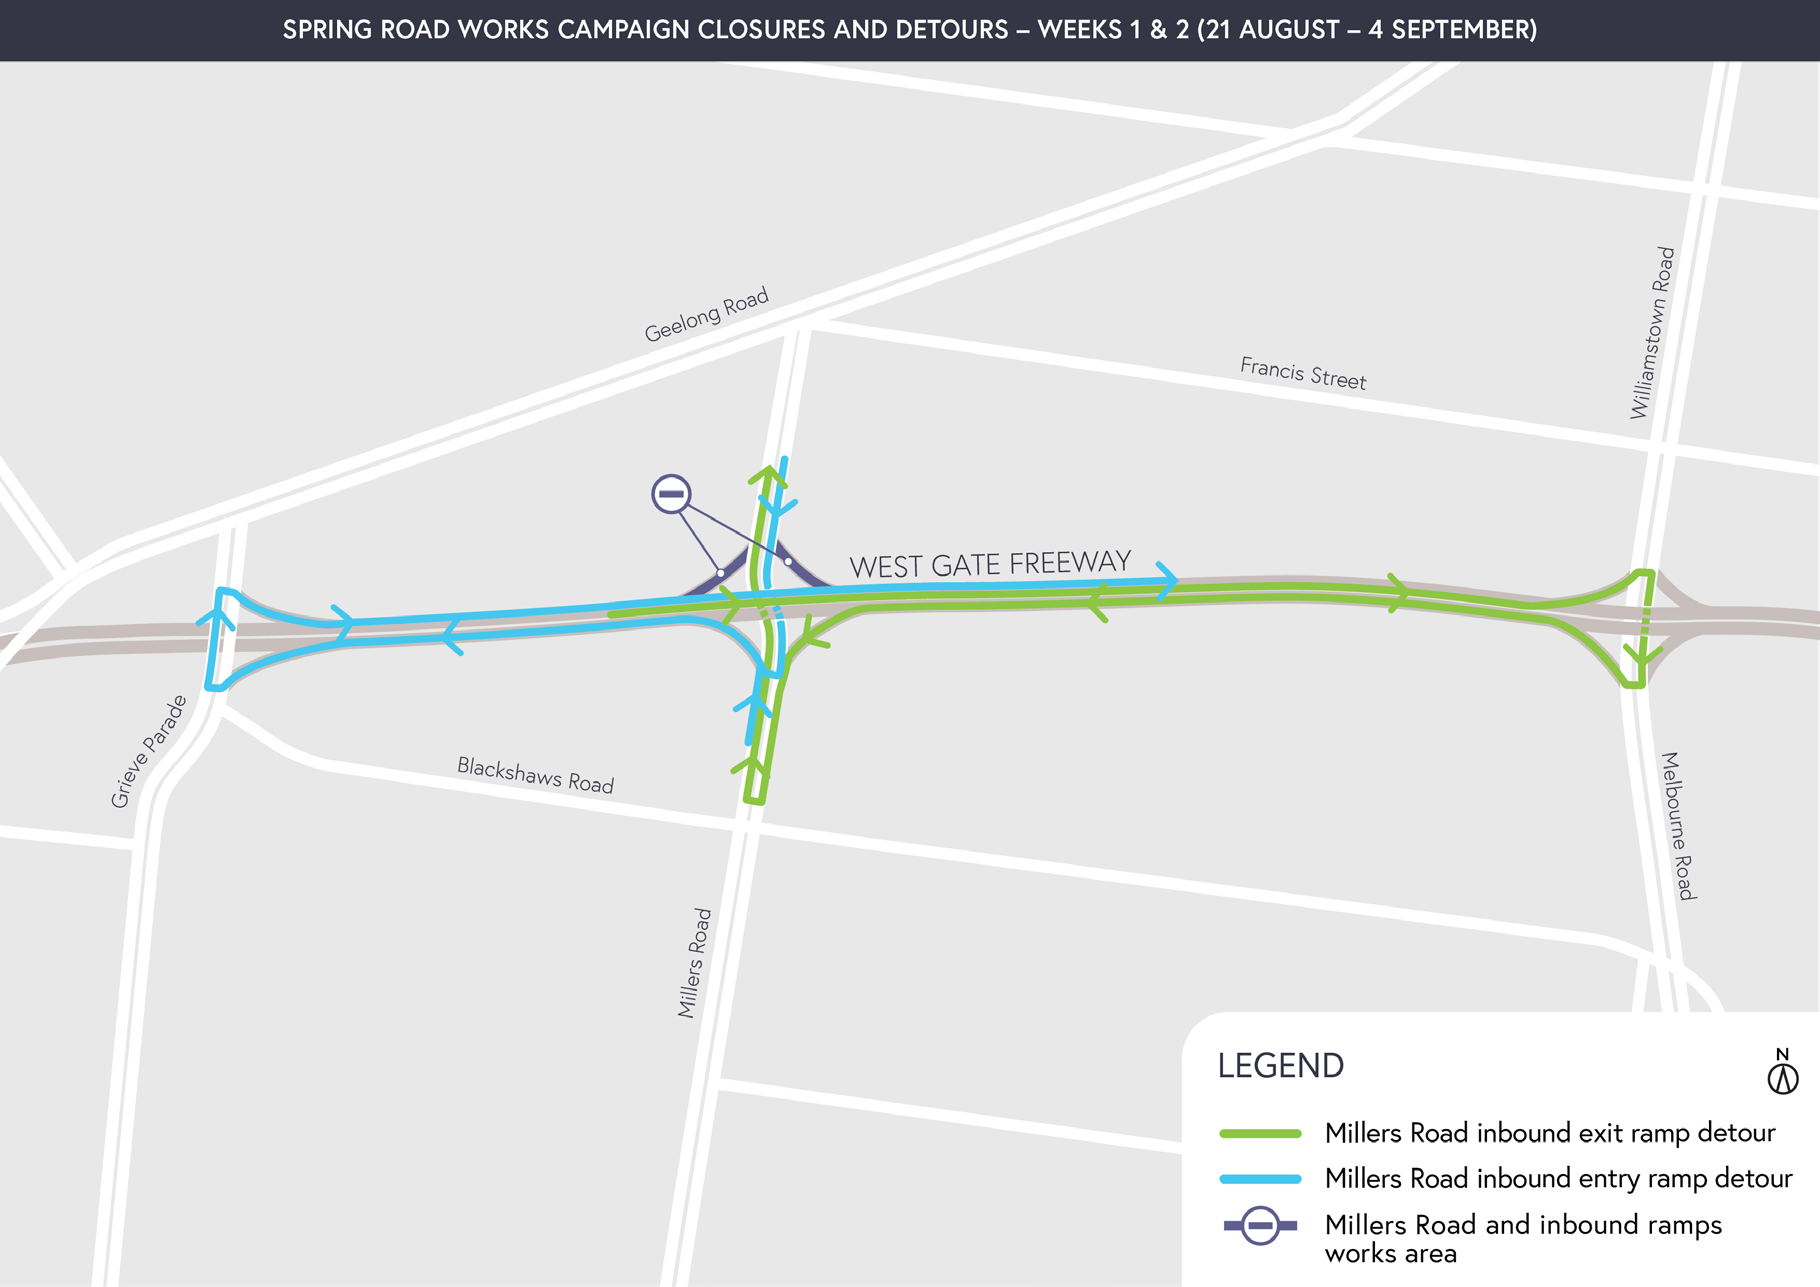 SPRING ROAD WORKS CAMPAIGN CLOSURES AND DETOURS – WEEKS 1 & 2 (21 AUGUST – 4 SEPTEMBER)
Geelong Road
Williamstown Road
Francis Street
WEST GATE FREEWAY
Grieve Parade
Blackshaws Road
Melbourne Road
Millers Road
LEGEND
N
Millers Road inbound exit ramp detour
Millers Road inbound entry ramp detour
Millers Road and inbound ramps
works area